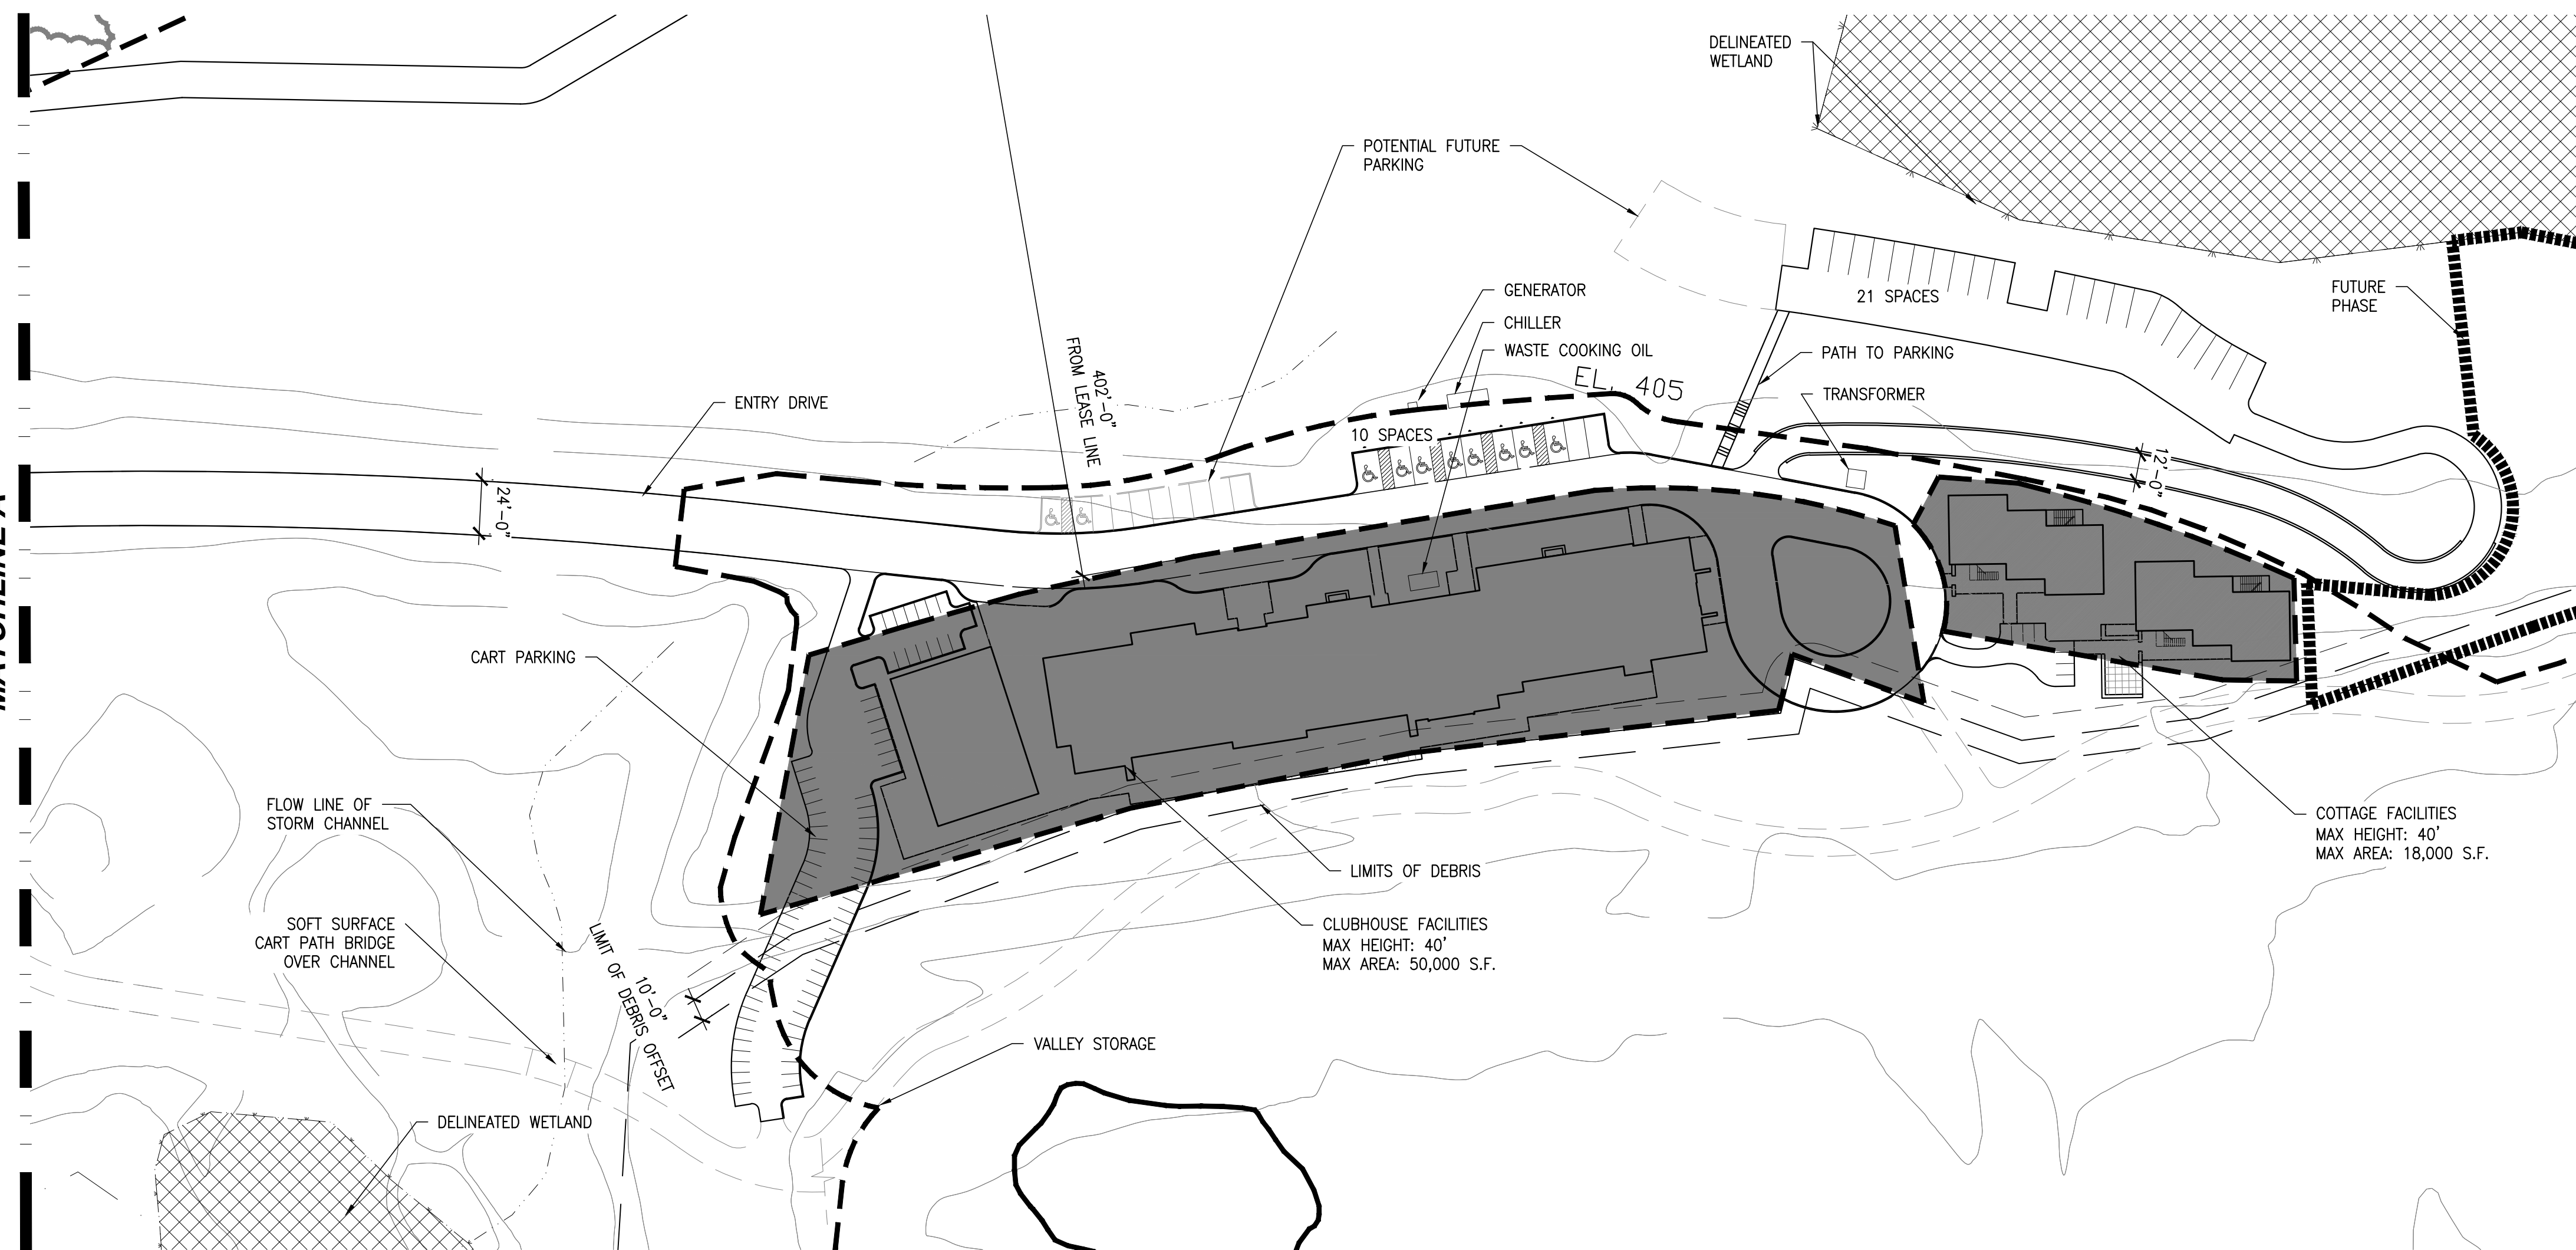 DELINEATED
WETLAND
POTENTIAL FUTURE
PARKING
GENERATOR
CHILLER
WASTE COOKING OIL
EL. 405
21 SPACES
FUTURE
PHASE
PATH TO PARKING
TRANSFORMER
ENTRY DRIVE
402'-0"
FROM LEASE LINE
10 SPACES
24'-0"
12'-0"
CART PARKING
FLOW LINE OF
STORM CHANNEL
COTTAGE FACILITIES
MAX HEIGHT: 40'
MAX AREA: 18,000 S.F.
LIMITS OF DEBRIS
CLUBHOUSE FACILITIES
MAX HEIGHT: 40'
MAX AREA: 50,000 S.F.
SOFT SURFACE
CART PATH BRIDGE
OVER CHANNEL
10'-0"
LIMIT OF DEBRIS OFFSET
VALLEY STORAGE
DELINEATED WETLAND